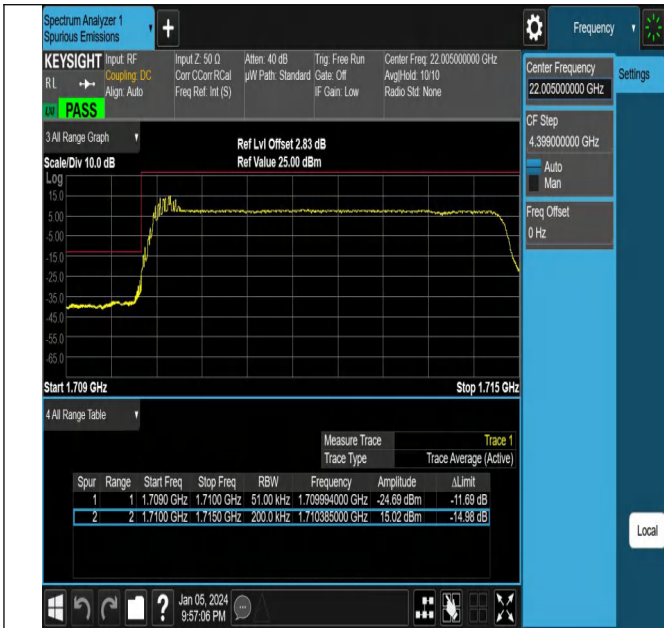 Spectrum Analyzer 1
Spurious Emissions
Frequency
KEYSIGHT Input: RF Input Z: 50 Ω Atten: 40 dB Trig: Free Run Center Freq: 22.005000000 GHz
RL Coupling: DC Corr CCorr RCal µW Path: Standard Gate: Off Avg|Hold: 10/10
Align: Auto Freq Ref: Int (S) IF Gain: Low Radio Std: None
PASS
3 All Range Graph
Ref Lvl Offset 2.83 dB
Scale/Div 10.0 dB Ref Value 25.00 dBm
Log
15.0
5.00
-5.00
-15.0
-25.0
-35.0
-45.0
-55.0
-65.0
Start 1.709 GHz Stop 1.715 GHz
4 All Range Table
Measure Trace Trace 1
Trace Type Trace Average (Active)
Spur Range Start Freq Stop Freq RBW Frequency Amplitude ΔLimit
1 1 1.7090 GHz 1.7100 GHz 51.00 kHz 1.709994000 GHz -24.69 dBm -11.69 dB
2 2 1.7100 GHz 1.7150 GHz 200.0 kHz 1.710385000 GHz 15.02 dBm -14.98 dB
Jan 05, 2024
9:57:06 PM
Center Frequency
22.005000000 GHz
Settings
CF Step
4.399000000 GHz
Auto
Man
Freq Offset
0 Hz
Local